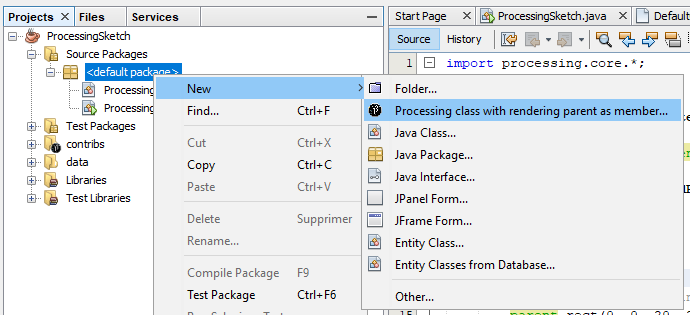 Projects × Files Services
ProcessingSketch
Source Packages
<default package>
Processing
Processing
Test Packages
contribs
data
Libraries
Test Libraries
New
Find... Ctrl+F
Cut Ctrl+X
Copy Ctrl+C
Paste Ctrl+V
Delete Supprimer
Rename...
Compile Package F9
Test Package Ctrl+F6
Folder...
Processing class with rendering parent as member...
Java Class...
Java Package...
Java Interface...
JPanel Form...
JFrame Form...
Entity Class...
Entity Classes from Database...
Other...
Start Page × ProcessingSketch.java × Default
Source History
1 import processing.core.*;